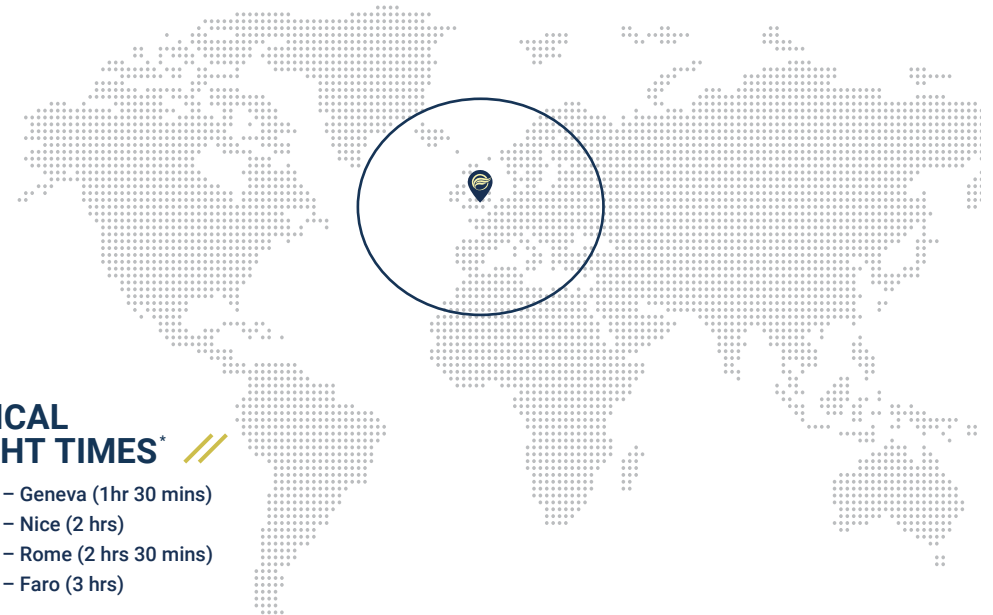 ICAL
HT TIMES*
– Geneva (1hr 30 mins)
– Nice (2 hrs)
– Rome (2 hrs 30 mins)
– Faro (3 hrs)